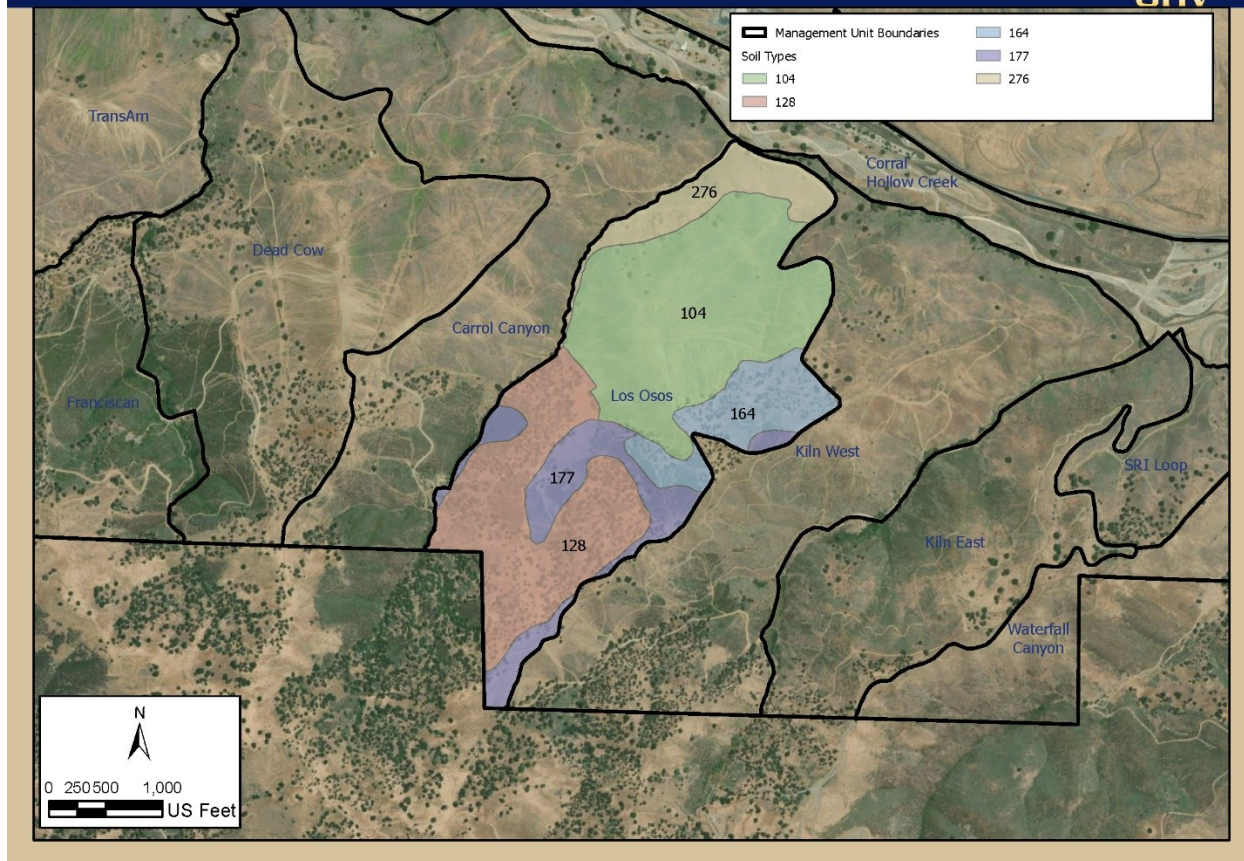 Management Unit Boundaries
Soil Types
104
128
164
177
276
TransAm
Corral
Hollow Creek
276
Dead Cow
104
Carrol Canyon
Los Osos
Franciscan
164
Kiln West
SRI Loop
177
128
Kiln East
Waterfall
Canyon
N
0 250 500 1,000
US Feet